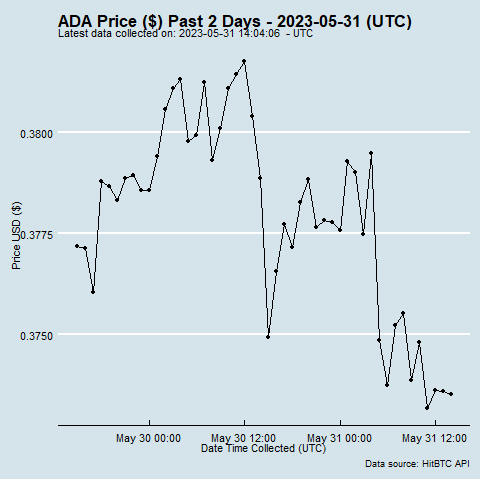 ADA Price ($) Past 2 Days - 2023-05-31 (UTC)
Latest data collected on: 2023-05-31 14:04:06 - UTC
0.3800
0.3775
0.3750
Price USD ($)
May 30 00:00 May 30 12:00 May 31 00:00 May 31 12:00
Date Time Collected (UTC)
Data source: HitBTC API